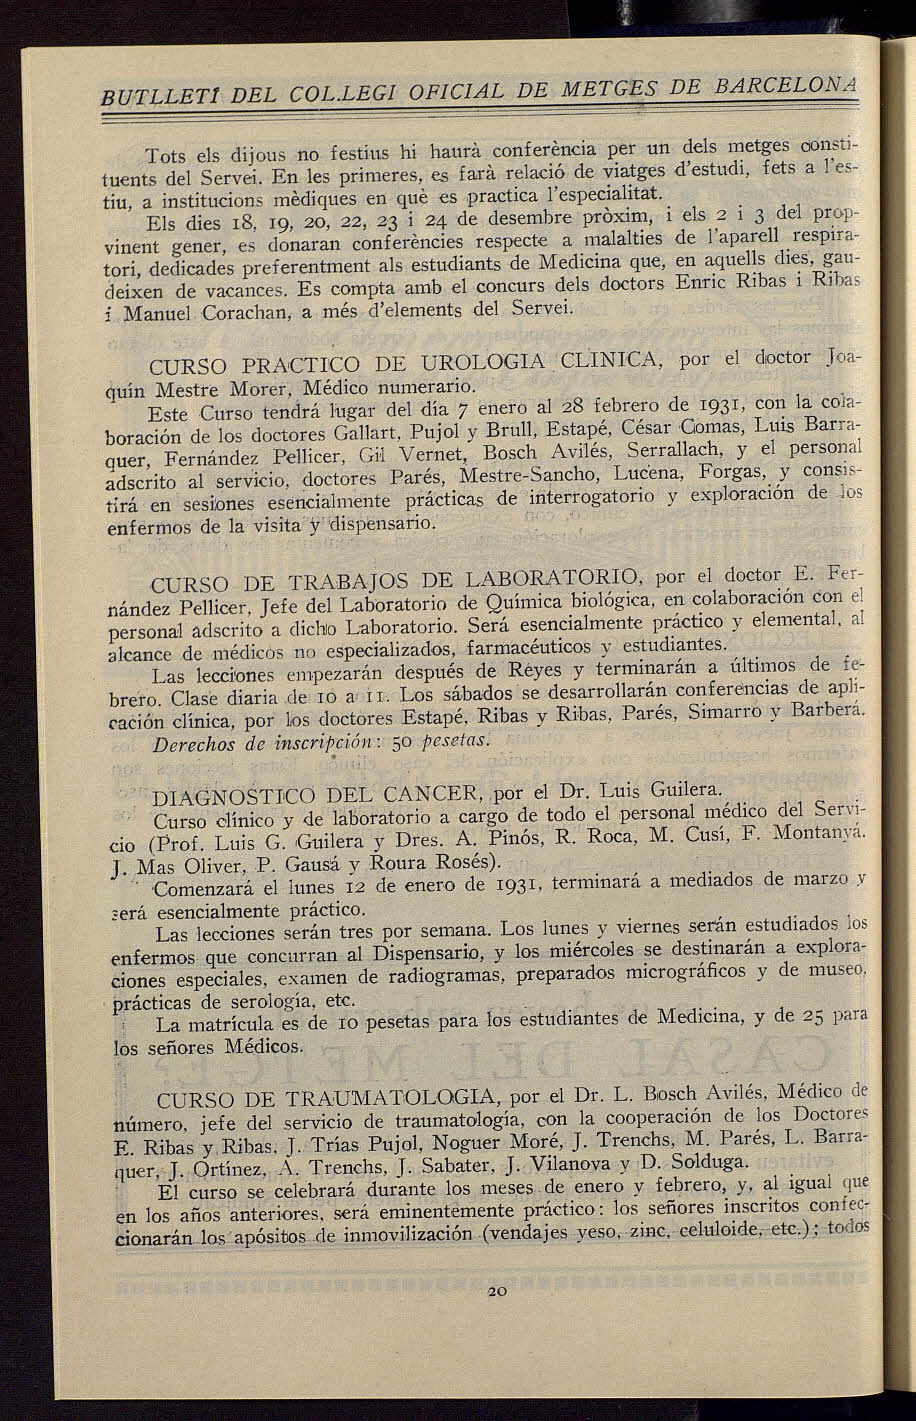 BUTLLETÍ DEL COL.LEGI OFICIAL DE METGES DE BARCELONA
Tots els dijous no festius hi haurà conferència per un dels metges consti-
tuents del Servei. En les primeres, es farà relació de viatges d'estudi, fets a l'es-
tiu, a institucions mèdiques en què es practica l'especialitat.
Els dies 18, 19, 20, 22, 23 i 24 de desembre pròxim, i els 2 i 3 del prop-
vinent gener, es donaran conferències respecte a malalties de l'aparell respira-
tori, dedicades preferentment als estudiants de Medicina que, en aquells dies, gau-
deixen de vacances. Es compta amb el concurs dels doctors Enric Ribas i Ribas
i Manuel Corachan, a més d'elements del Servei.
CURSO PRACTICO DE UROLOGIA CLINICA, por el doctor Joa-
quín Mestre Morer, Médico numerario.
Este Curso tendrá lugar del día 7 enero al 28 febrero de 1931, con la cola-
boración de los doctores Gallart, Pujol y Brull, Estapé, César Comas, Luis Barra-
quer, Fernández Pellicer, Gil Vernet, Bosch Avilés, Serrallach, y el personal
adscrito al servicio, doctores Parés, Mestre-Sancho, Lucena, Forgas, y consis-
tirá en sesiones esencialmente prácticas de interrogatorio y exploración de los
enfermos de la visita y dispensario.
CURSO DE TRABAJOS DE LABORATORIO, por el doctor E. Fer-
nández Pellicer, Jefe del Laboratorio de Química biológica, en colaboración con el
personal adscrito a dicho Laboratorio. Será esencialmente práctico y elemental, al
alcance de médicos no especializados, farmacéuticos y estudiantes.
Las lecciones empezarán después de Reyes y terminarán a últimos de fe-
brero. Clase diaria de 10 a 11. Los sábados se desarrollarán conferencias de apli-
cación clínica, por los doctores Estapé, Ribas y Ribas, Parés, Simarro y Barberá.
Derechos de inscripción: 50 pesetas.
DIAGNOSTICO DEL CANCER, por el Dr. Luis Guilera.
Curso clínico y de laboratorio a cargo de todo el personal médico del Servi-
cio (Prof. Luis G. Guilera y Dres. A. Pinós, R. Roca, M. Cusí, F. Montanyá.
J. Mas Oliver, P. Gausá y Roura Rosés).
Comenzará el lunes 12 de enero de 1931, terminará a mediados de marzo y
será esencialmente práctico.
Las lecciones serán tres por semana. Los lunes y viernes serán estudiados los
enfermos que concurran al Dispensario, y los miércoles se destinarán a explora-
ciones especiales, examen de radiogramas, preparados micrográficos y de museo,
prácticas de serología, etc.
La matrícula es de 10 pesetas para los estudiantes de Medicina, y de 25 para
los señores Médicos.
CURSO DE TRAUMATOLOGIA, por el Dr. L. Bosch Avilés, Médico de
número, jefe del servicio de traumatología, con la cooperación de los Doctores
E. Ribas y Ribas, J. Trías Pujol, Noguer Moré, J. Trenchs, M. Parés, L. Barra-
quer, J. Ortínez, A. Trenchs, J. Sabater, J. Vilanova y D. Solduga.
El curso se celebrará durante los meses de enero y febrero, y, al igual que
en los años anteriores, será eminentemente práctico: los señores inscritos confec-
cionarán los apósitos de inmovilización (vendajes yeso, zinc, celuloide, etc.); todos
20